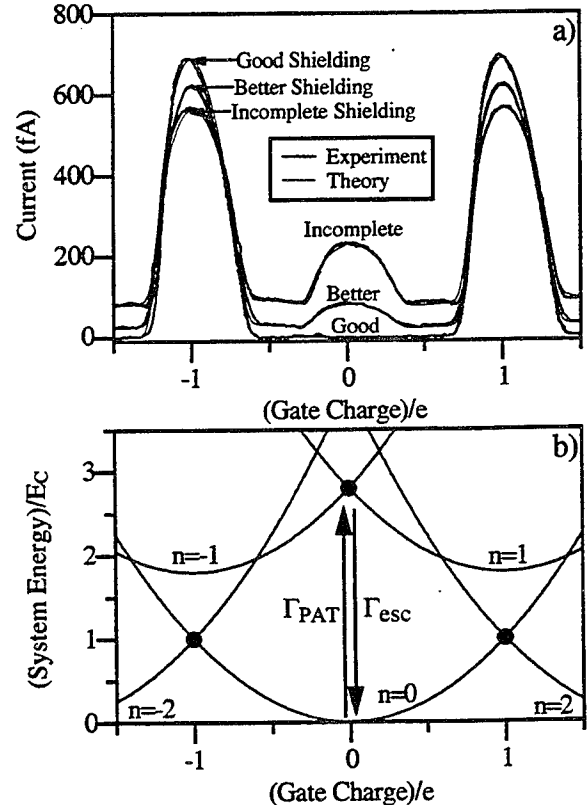 a)
800
600
400
200
0
Current (fA)
Good Shielding
Better Shielding
Incomplete Shielding
Experiment
Theory
Incomplete
Better
Good
-1
0
1
(Gate Charge)/e
b)
3
2
1
0
(System Energy)/EC
n=-1
n=1
ΓPAT
Γesc
n=-2
n=0
n=2
-1
0
1
(Gate Charge)/e